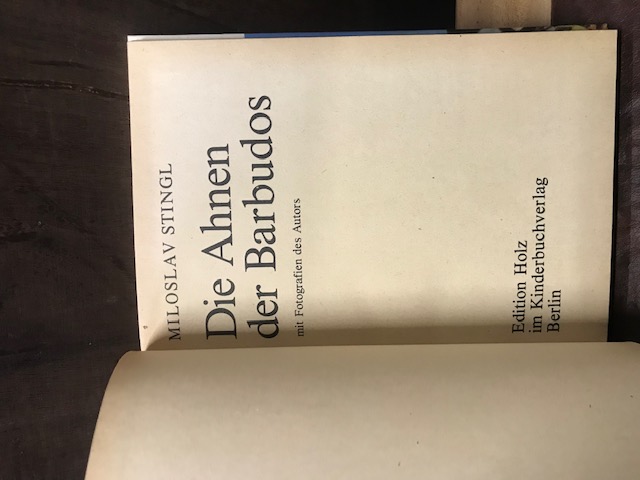 MILOSLAV STINGL
Die Ahnen
der Barbudos
mit Fotografien des Autors
Edition Holz
im Kinderbuchverlag
Berlin